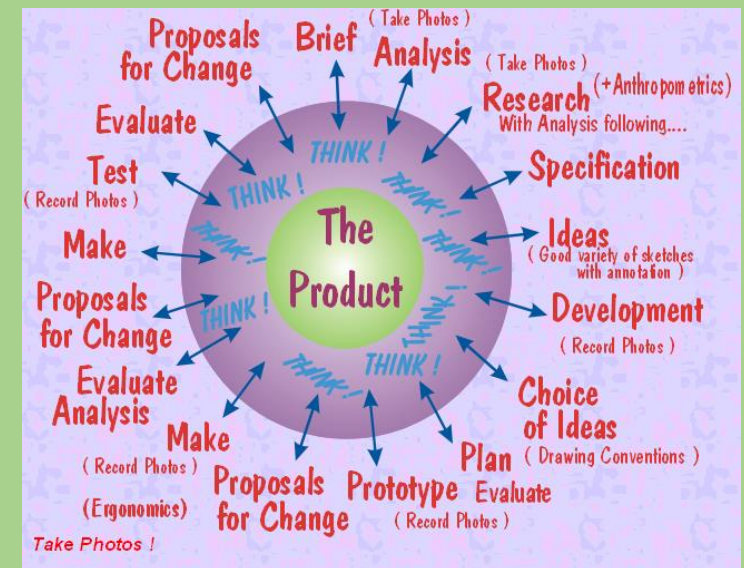 Brief
( Take Photos )
Analysis
( Take Photos )
Research (+Anthropometrics)
With Analysis following....
Specification
Ideas
( Good variety of sketches
with annotation )
Development
( Record Photos )
Choice
of Ideas
( Drawing Conventions )
Plan
Evaluate
Prototype
( Record Photos )
Proposals
for Change
Make
( Record Photos )
(Ergonomics)
Evaluate
Analysis
Proposals
for Change
Make
Test
( Record Photos )
Evaluate
Proposals
for Change
THINK !
THINK !
THINK !
THINK !
THINK !
THINK !
THINK !
THINK !
THINK !
The
Product
Take Photos !